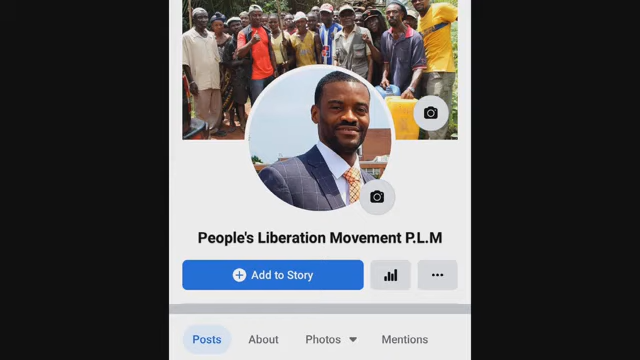 People's Liberation Movement P.L.M
Add to Story
Posts About Photos Mentions